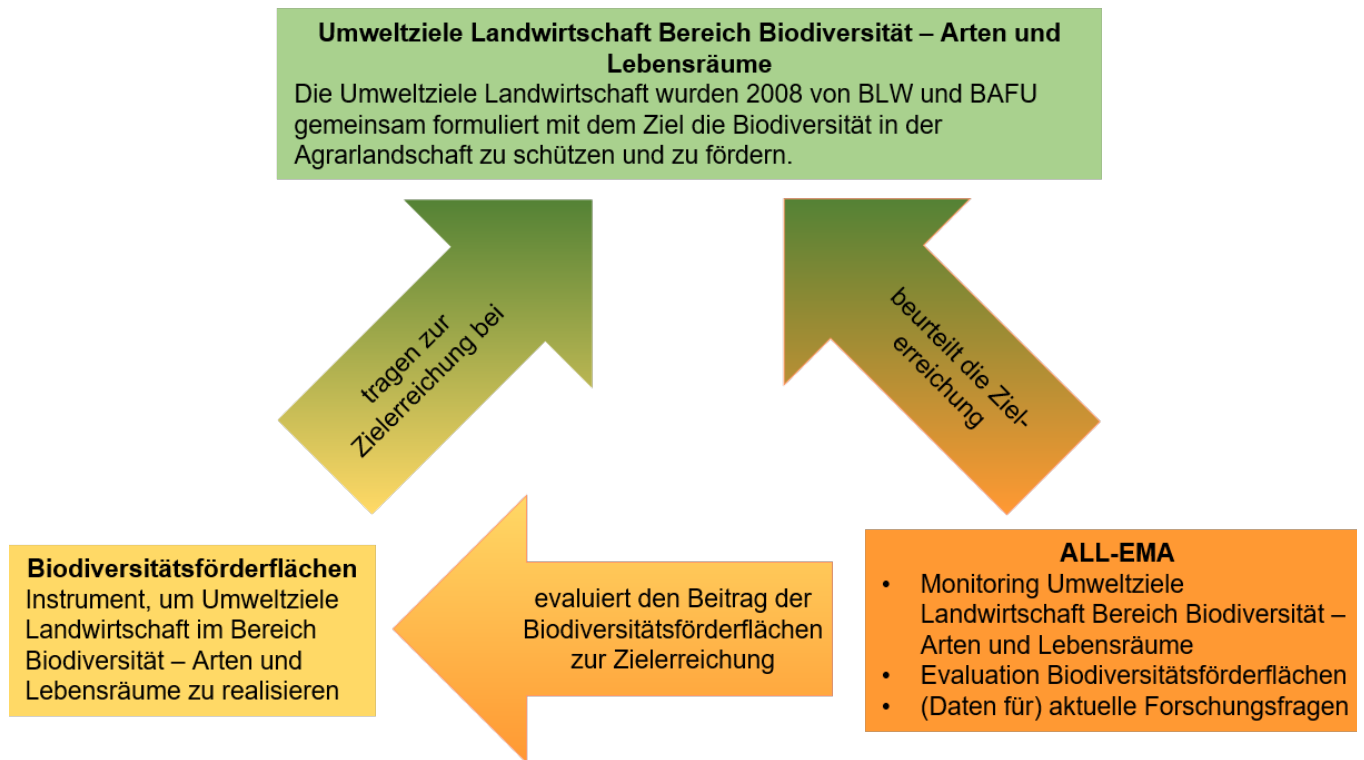 Umweltziele Landwirtschaft Bereich Biodiversität – Arten und
Lebensräume
Die Umweltziele Landwirtschaft wurden 2008 von BLW und BAFU
gemeinsam formuliert mit dem Ziel die Biodiversität in der
Agrarlandschaft zu schützen und zu fördern.
tragen zur
Zielerreichung bei
beurteilt die Ziel-
erreichung
Biodiversitätsförderflächen
Instrument, um Umweltziele
Landwirtschaft im Bereich
Biodiversität – Arten und
Lebensräume zu realisieren
evaluiert den Beitrag der
Biodiversitätsförderflächen
zur Zielerreichung
ALL-EMA
• Monitoring Umweltziele
Landwirtschaft Bereich Biodiversität –
Arten und Lebensräume
• Evaluation Biodiversitätsförderflächen
• (Daten für) aktuelle Forschungsfragen